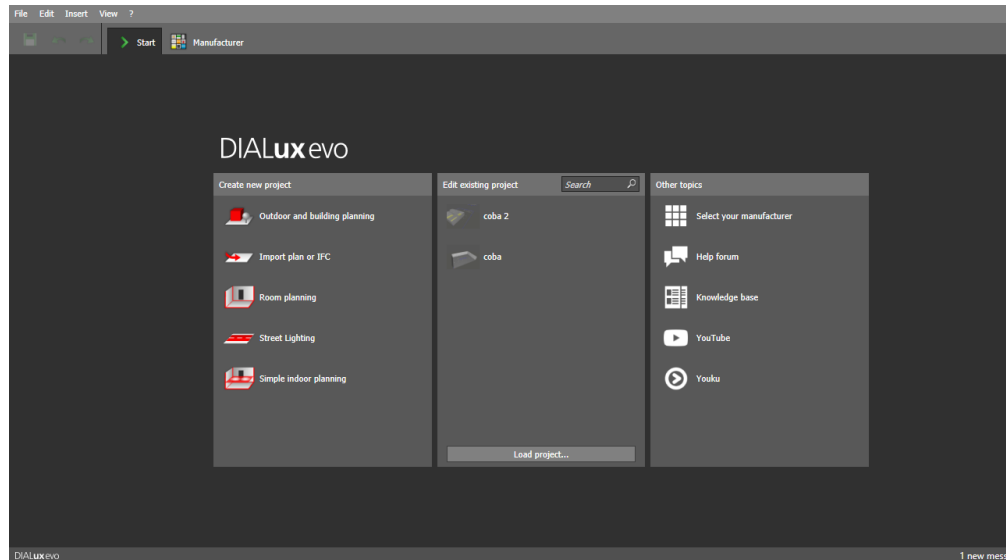 File Edit Insert View ?
Start Manufacturer
DIALux evo
Create new project
Outdoor and building planning
Import plan or IFC
Room planning
Street Lighting
Simple indoor planning
Edit existing project Search
coba 2
coba
Load project...
Other topics
Select your manufacturer
Help forum
Knowledge base
YouTube
Youku
DIALux evo
1 new mess